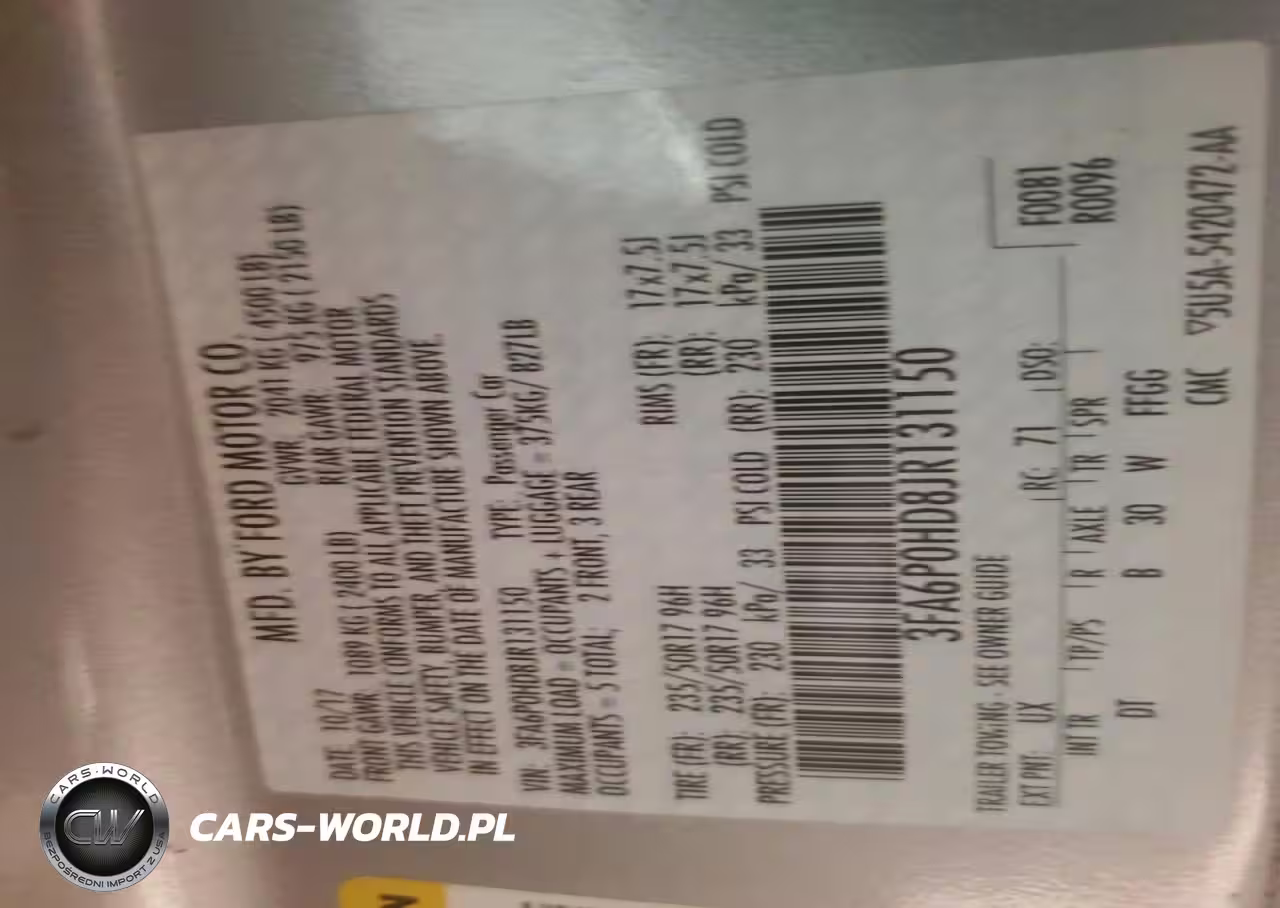 MFD. BY FORD MOTOR CO.
DATE: 10/17 GVWR: 2041 KG ( 4500 LB)
FRONT GAWR: 1089 KG ( 2400 LB) REAR GAWR: 975 KG ( 2150 LB)
THIS VEHICLE CONFORMS TO ALL APPLICABLE FEDERAL MOTOR
VEHICLE SAFETY, BUMPER, AND THEFT PREVENTION STANDARDS
IN EFFECT ON THE DATE OF MANUFACTURE SHOWN ABOVE.
VIN: 3FA6P0HD8JR131150 TYPE: Passenger Car
MAXIMUM LOAD = OCCUPANTS + LUGGAGE = 375KG/ 827LB
OCCUPANTS = 5 TOTAL, 2 FRONT, 3 REAR
TIRE (FR): 235/50R17 96H RIMS (FR): 17x7.5J
(RR): 235/50R17 96H (RR): 17x7.5J
PRESSURE (FR): 230 kPa/ 33 PSI COLD (RR): 230 kPa/ 33 PSI COLD
3FA6P0HD8JR131150
TRAILER TOWING - SEE OWNER GUIDE
EXT PNT: UX RC: 71 DSO: F0081
INT TR TP/PS R AXLE TR SPR R0096
DT B 30 W FFGG
CMC ▽5U5A-5420472-AA
CARS-WORLD
CW
BEZPOŚREDNI IMPORT Z USA
CARS-WORLD.PL
N